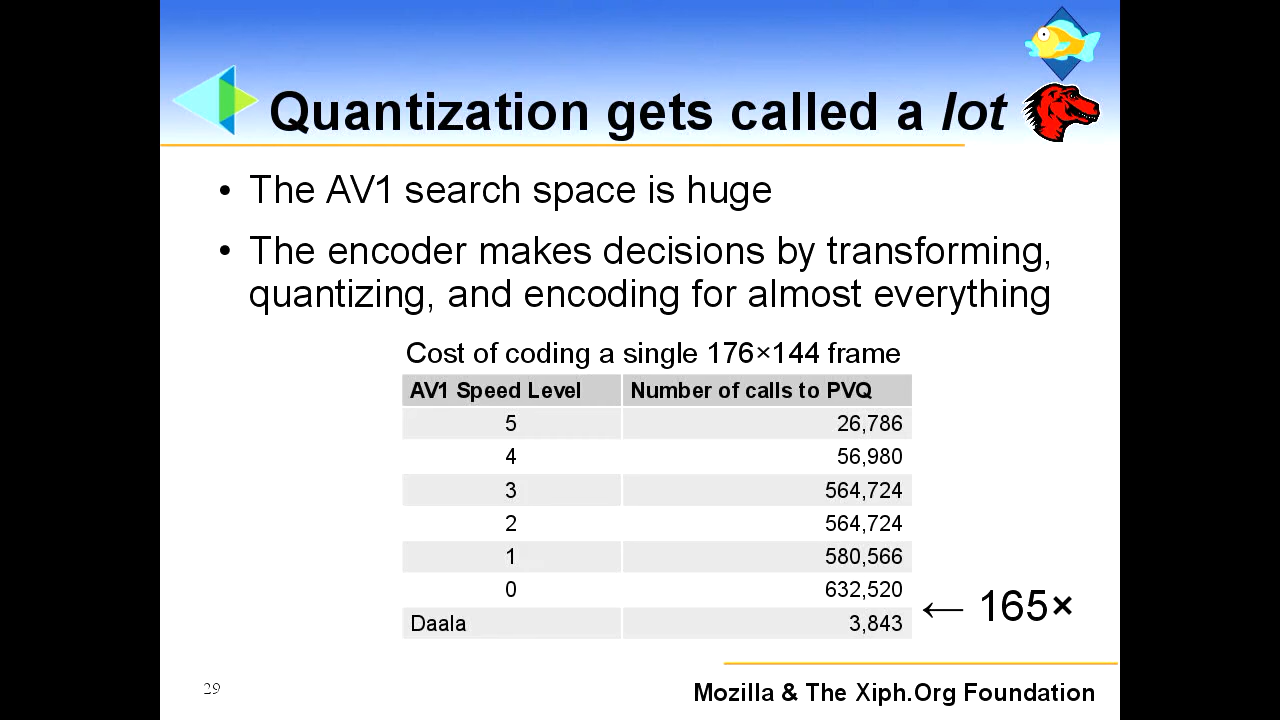 Quantization gets called a lot
• The AV1 search space is huge
• The encoder makes decisions by transforming,
quantizing, and encoding for almost everything
Cost of coding a single 176×144 frame
AV1 Speed Level Number of calls to PVQ
5 26,786
4 56,980
3 564,724
2 564,724
1 580,566
0 632,520
← 165×
Daala 3,843
29
Mozilla & The Xiph.Org Foundation